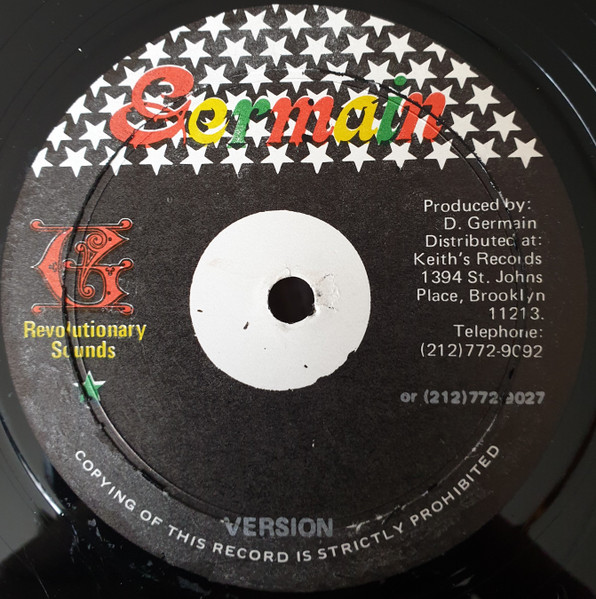 Germain
Produced by:
D. Germain
Distributed at:
Keith's Records
1394 St. Johns
Place, Brooklyn
11213.
Telephone:
(212)772-9092
or (212)772-9027
G
Revolutionary
Sounds
VERSION
COPYING OF THIS RECORD IS STRICTLY PROHIBITED